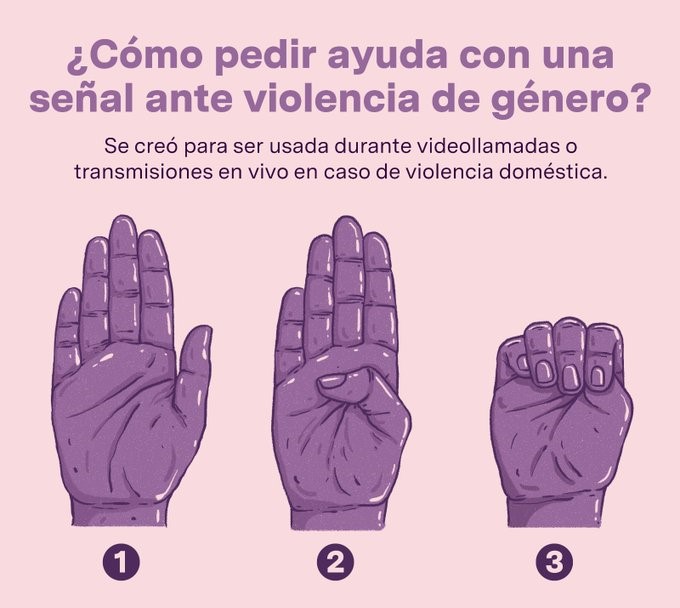 ¿Cómo pedir ayuda con una
señal ante violencia de género?
Se creó para ser usada durante videollamadas o
transmisiones en vivo en caso de violencia doméstica.
1
2
3